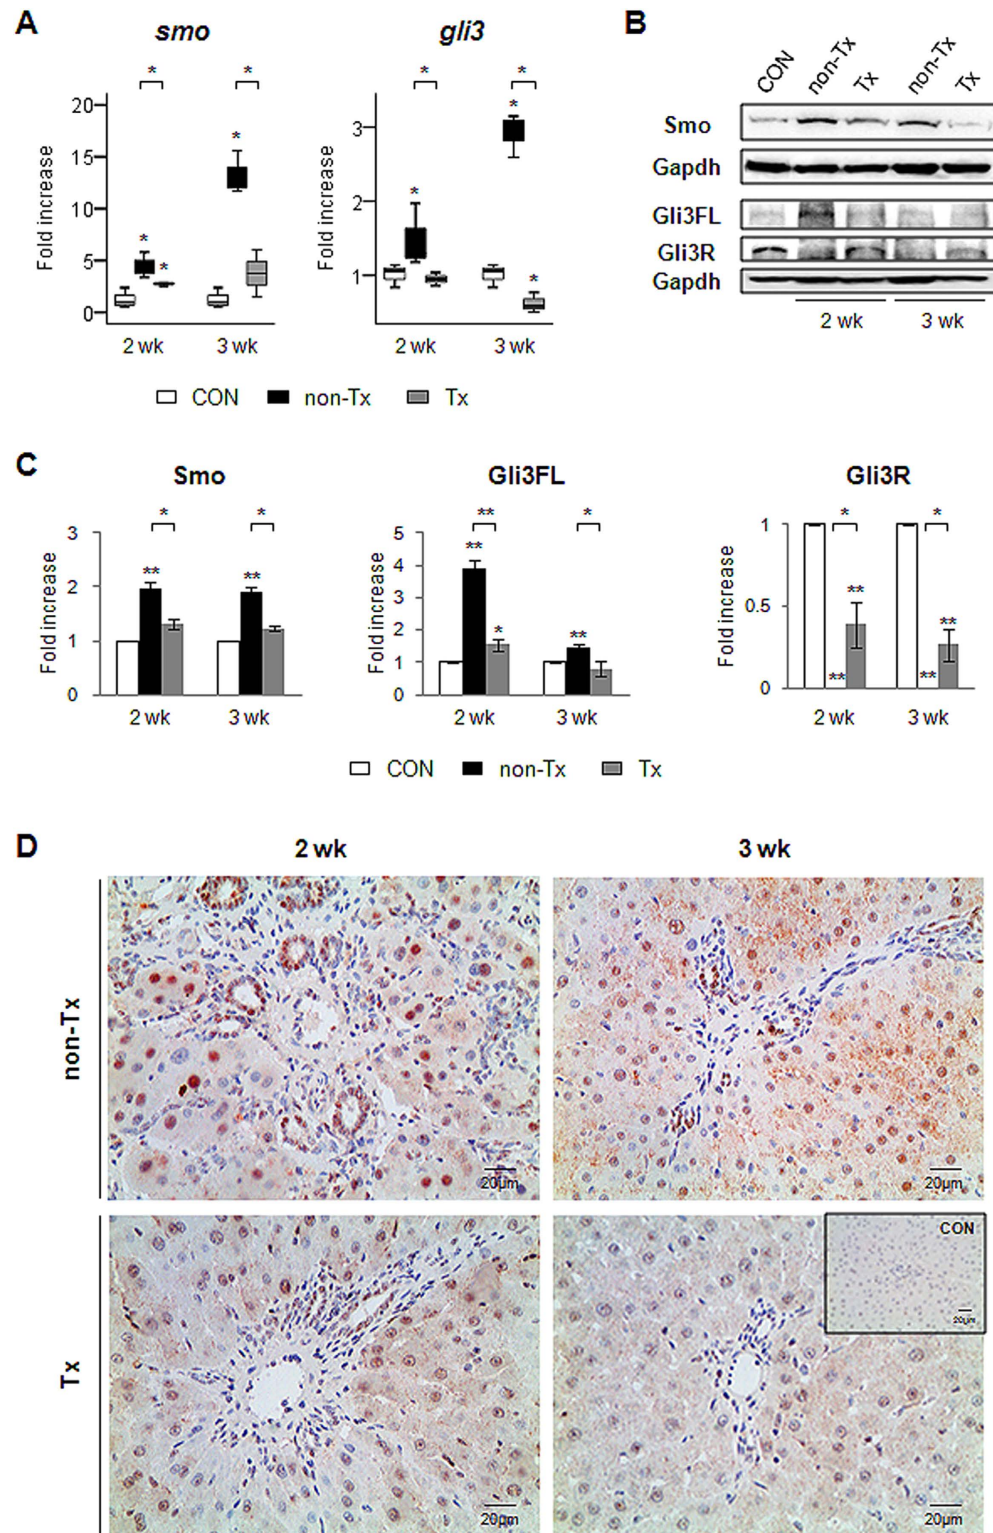 A
smo
gli3
B
* * * *
CON non-Tx Tx non-Tx Tx
Fold increase
20
15
10
5
0
* * *
2 wk 3 wk
Fold increase
3
2
1
* * *
2 wk 3 wk
CON non-Tx Tx
Smo
Gapdh
Gli3FL
Gli3R
Gapdh
2 wk 3 wk
C
Smo
Gli3FL
Gli3R
Fold increase
3
2
1
0
* *
** **
2 wk 3 wk
Fold increase
5
4
3
2
1
0
** *
** * **
2 wk 3 wk
Fold increase
1
0.5
0
* *
** ** ** **
2 wk 3 wk
CON non-Tx Tx
D
2 wk 3 wk
non-Tx
20µm 20µm
Tx
CON
20µm
20µm 20µm